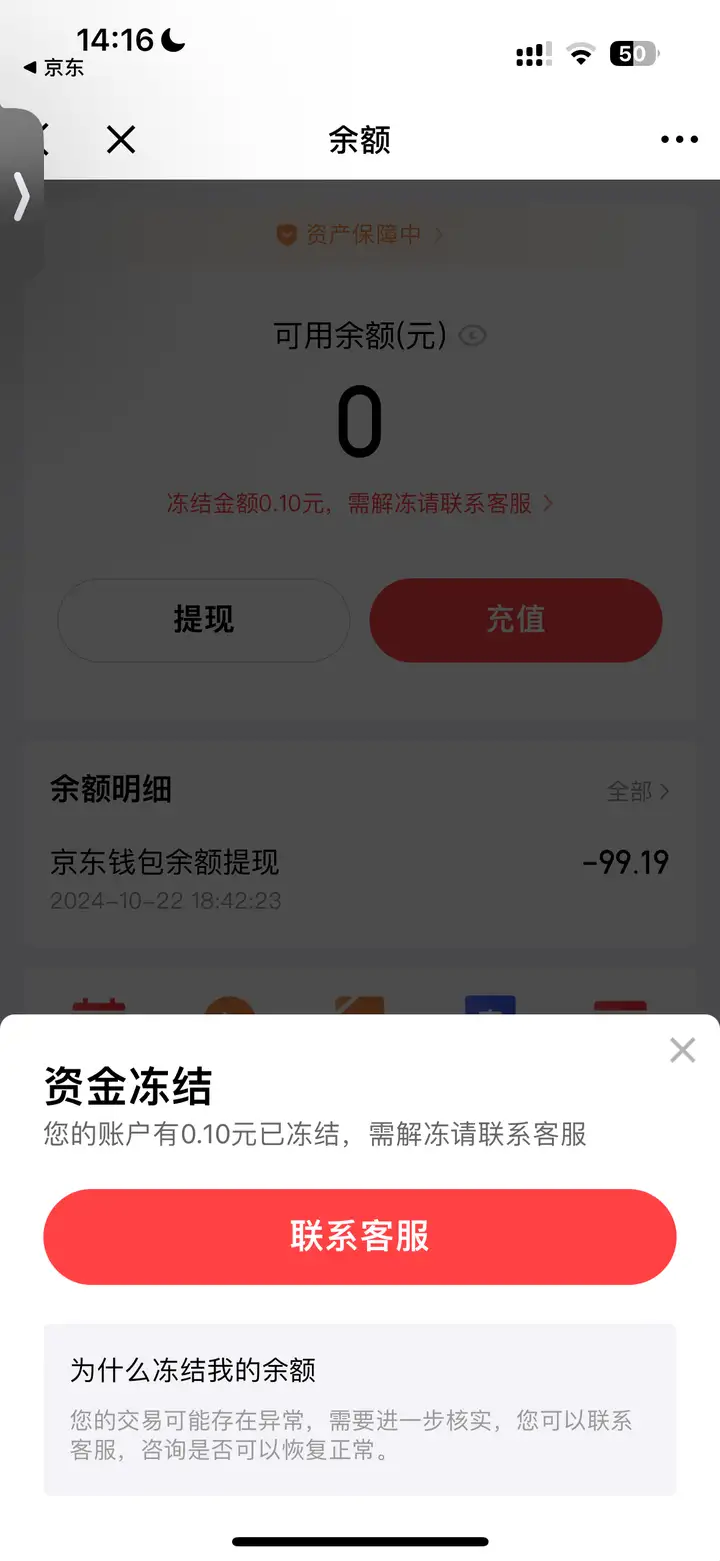 14:16
京东
50
余额
资产保障中
可用余额(元)
0
冻结金额0.10元，需解冻请联系客服
提现
充值
余额明细
全部
京东钱包余额提现
-99.19
2024-10-22 18:42:23
资金冻结
您的账户有0.10元已冻结，需解冻请联系客服
联系客服
为什么冻结我的余额
您的交易可能存在异常，需要进一步核实，您可以联系
客服，咨询是否可以恢复正常。